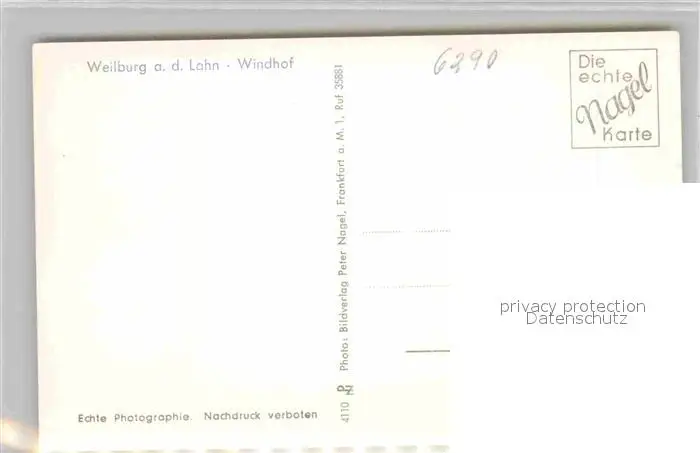 Weilburg a. d. Lahn - Windhof
6290
Die
echte
Nagel
Karte
4110 Photo: Bildverlag Peter Nagel, Frankfurt a. M. 1, Ruf 35881
privacy protection
Datenschutz
Echte Photographie. Nachdruck verboten